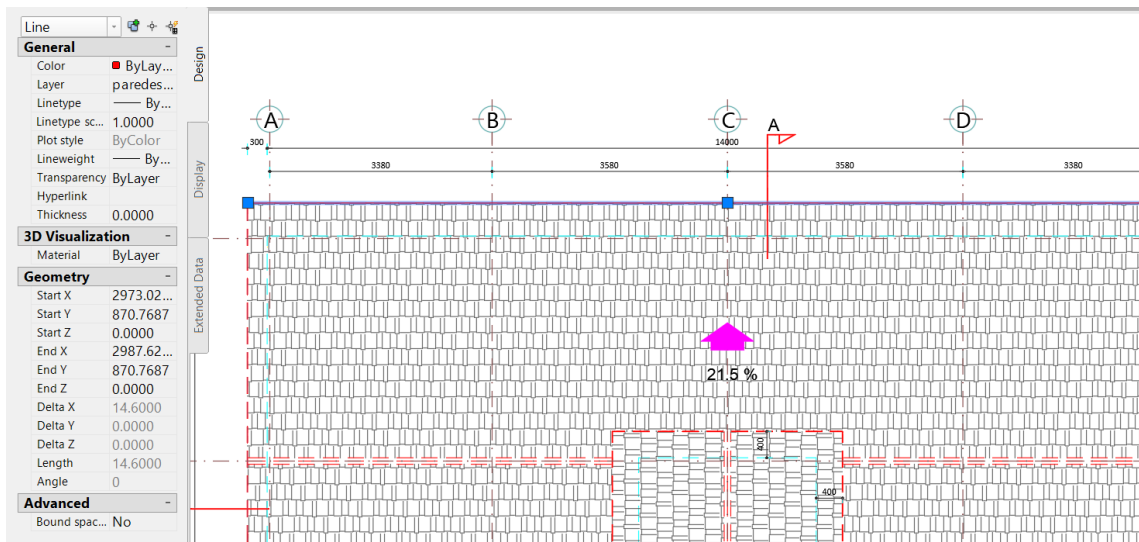 Line
General
Color ByLay...
Layer paredes...
Linetype By...
Linetype sc... 1.0000
Plot style ByColor
Lineweight By...
Transparency ByLayer
Hyperlink
Thickness 0.0000
3D Visualization
Material ByLayer
Geometry
Start X 2973.02...
Start Y 870.7687
Start Z 0.0000
End X 2987.62...
End Y 870.7687
End Z 0.0000
Delta X 14.6000
Delta Y 0.0000
Delta Z 0.0000
Length 14.6000
Angle 0
Advanced
Bound spac... No
Design
Display
Extended Data
A B C D
A
300 14000
3380 3580 3580 3380
21.5 %
400
400